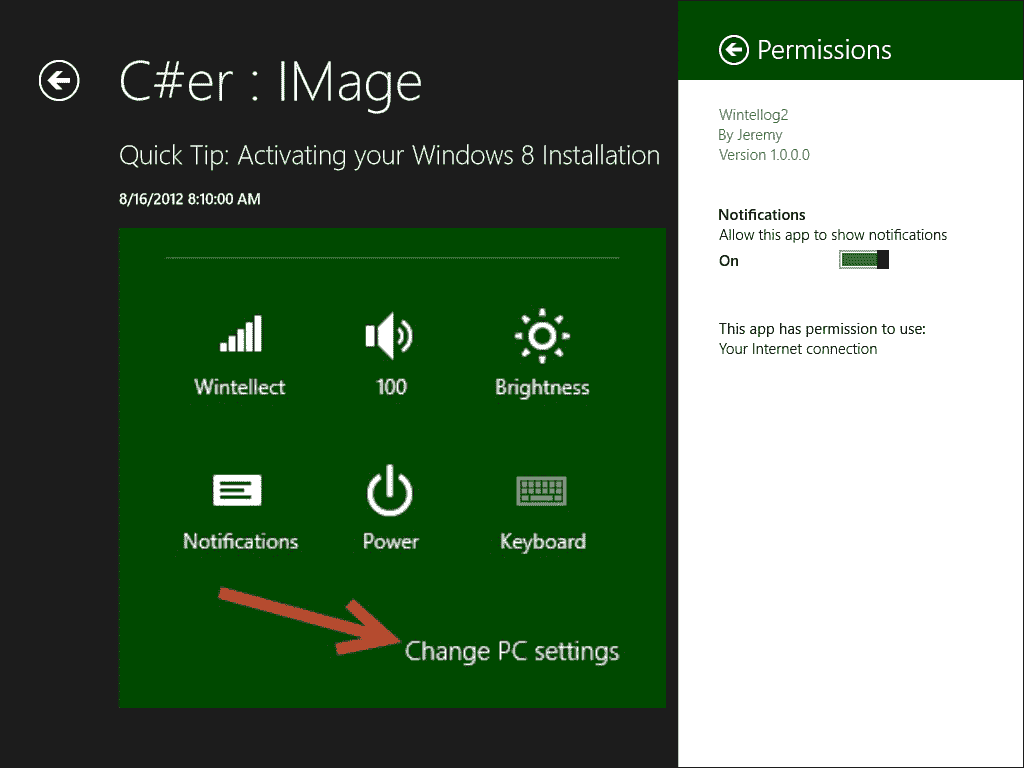 C#er : IMage
Quick Tip: Activating your Windows 8 Installation
8/16/2012 8:10:00 AM
Wintellect
100
Brightness
Notifications
Power
Keyboard
Change PC settings
Permissions
Wintellog2
By Jeremy
Version 1.0.0.0
Notifications
Allow this app to show notifications
On
This app has permission to use:
Your Internet connection